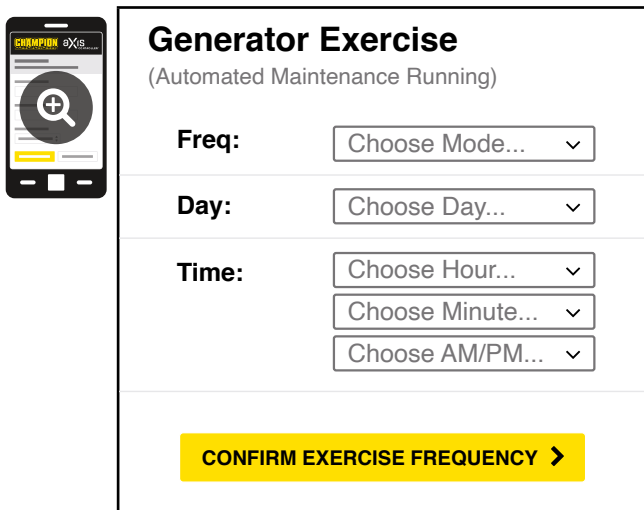 CHAMPION aXis
Generator Exercise
(Automated Maintenance Running)
Freq:
Choose Mode...
Day:
Choose Day...
Time:
Choose Hour...
Choose Minute...
Choose AM/PM...
CONFIRM EXERCISE FREQUENCY